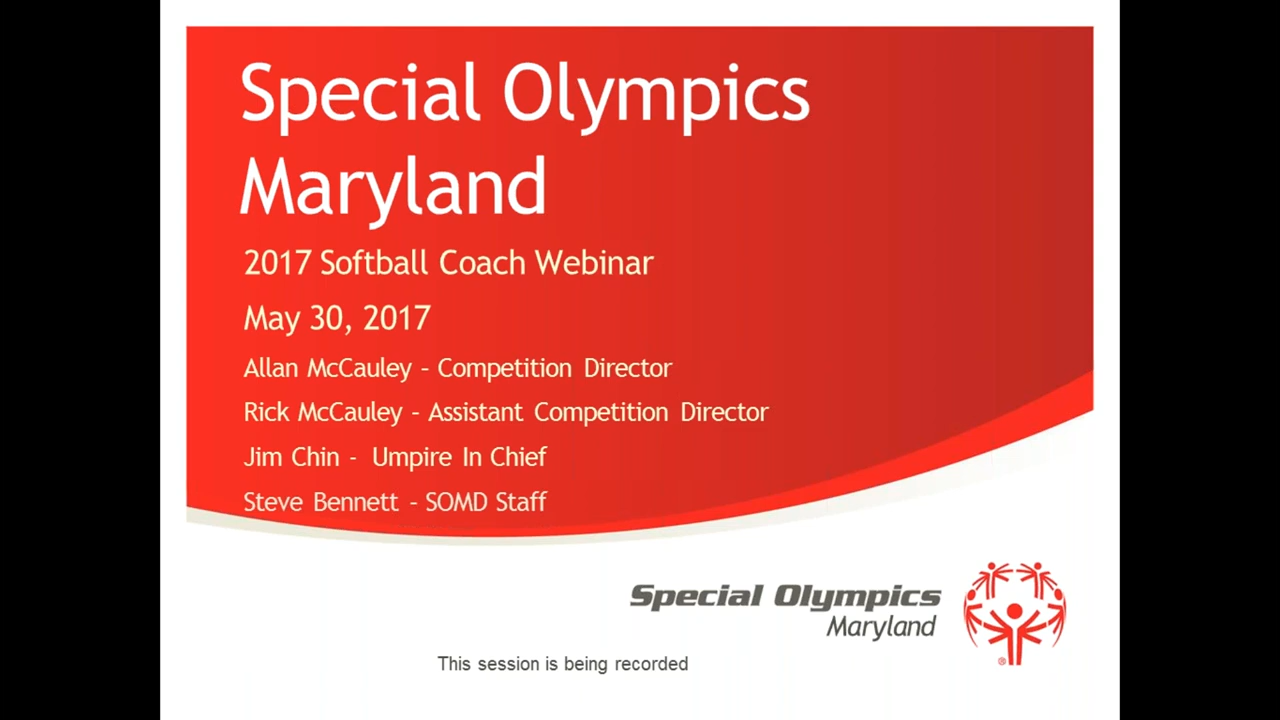 Special Olympics
Maryland
2017 Softball Coach Webinar
May 30, 2017
Allan McCauley – Competition Director
Rick McCauley – Assistant Competition Director
Jim Chin - Umpire In Chief
Steve Bennett – SOMD Staff
Special Olympics
Maryland
®
This session is being recorded